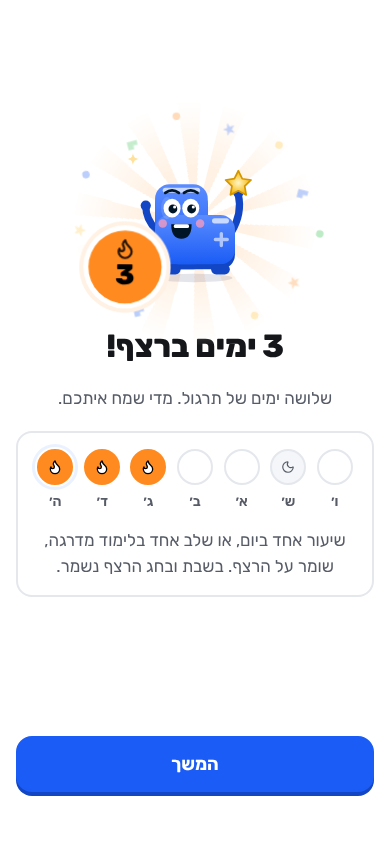 3
3 ימים ברצף!
שלושה ימים של תרגול. מדי שמח איתכם.
ו׳ ש׳ א׳ ב׳ ג׳ ד׳ ה׳
שיעור אחד ביום, או שלב אחד בלימוד מדרגה,
שומר על הרצף. בשבת ובחג הרצף נשמר.
המשך